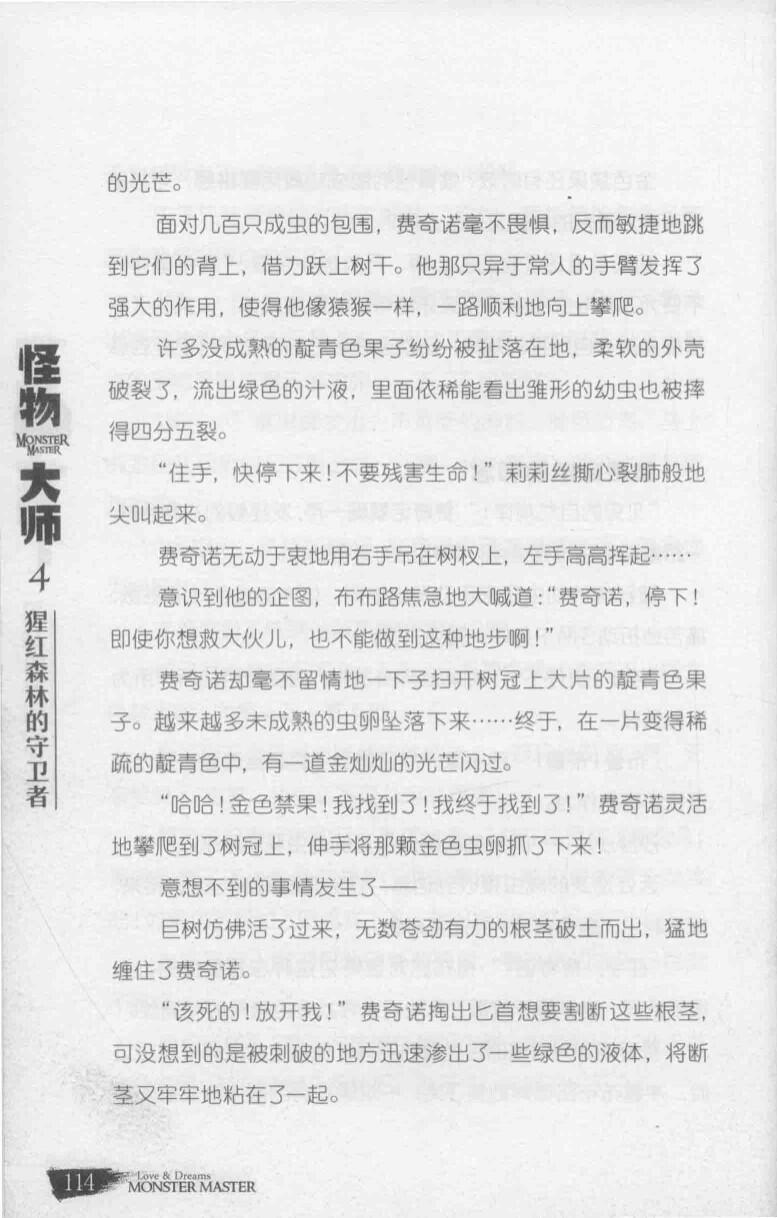 的光芒。
面对几百只成虫的包围，费奇诺毫不畏惧，反而敏捷地跳
到它们的背上，借力跃上树干。他那只异于常人的手臂发挥了
强大的作用，使得他像猿猴一样，一路顺利地向上攀爬。
许多没成熟的靛青色果子纷纷被扯落在地，柔软的外壳
破裂了，流出绿色的汁液，里面依稀能看出雏形的幼虫也被摔
得四分五裂。
“住手，快停下来！不要残害生命！”莉莉丝撕心裂肺般地
尖叫起来。
费奇诺无动于衷地用右手吊在树杈上，左手高高挥起……
意识到他的企图，布布路焦急地大喊道：“费奇诺，停下！
即使你想救大伙儿，也不能做到这种地步啊！”
费奇诺却毫不留情地一下子扫开树冠上大片的靛青色果
子。越来越多未成熟的虫卵坠落下来……终于，在一片变得稀
疏的靛青色中，有一道金灿灿的光芒闪过。
“哈哈！金色禁果！我找到了！我终于找到了！”费奇诺灵活
地攀爬到了树冠上，伸手将那颗金色虫卵抓了下来！
意想不到的事情发生了——
巨树仿佛活了过来，无数苍劲有力的根茎破土而出，猛地
缠住了费奇诺。
“该死的！放开我！”费奇诺掏出匕首想要割断这些根茎，
可没想到的是被刺破的地方迅速渗出了一些绿色的液体，将断
茎又牢牢地粘在了一起。
怪物
MONSTER
MASTER
大师
4
猩红森林的守卫者
114
Love & Dreams
MONSTER MASTER